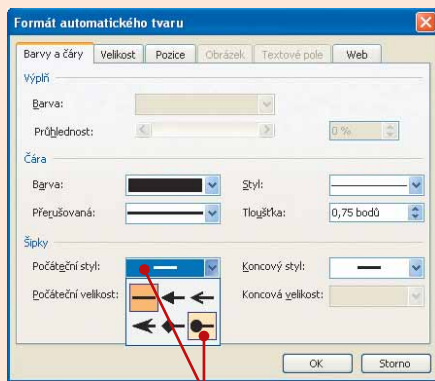 Formát automatického tvaru
Barvy a čáry Velikost Pozice Obrázek Textové pole Web
Výplň
Barva:
Průhlednost: 0 %
Čára
Barva: Styl:
Přerušovaná: Tloušťka: 0,75 bodů
Šipky
Počáteční styl: Koncový styl:
Počáteční velikost: Koncová velikost:
OK Storno